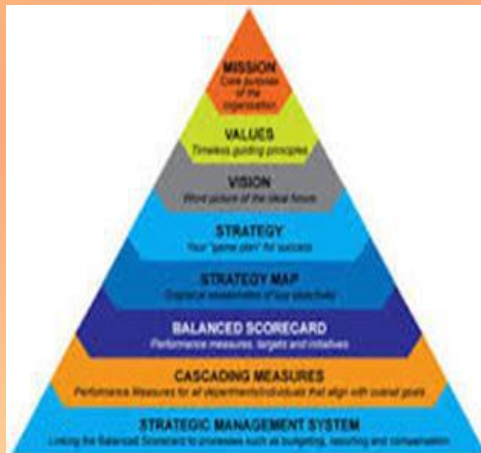 MISSION
Core purpose
of the
organization
VALUES
Timeless guiding principles
VISION
Word picture of the ideal future
STRATEGY
Your "game plan" for success
STRATEGY MAP
of key objectives
BALANCED SCORECARD
Performance measures, targets and initiatives
CASCADING MEASURES
Performance Measures for all departments/individuals that align with overall goals
STRATEGIC MANAGEMENT SYSTEM
Linking the Balanced Scorecard to processes such as budgeting, reporting and compensation